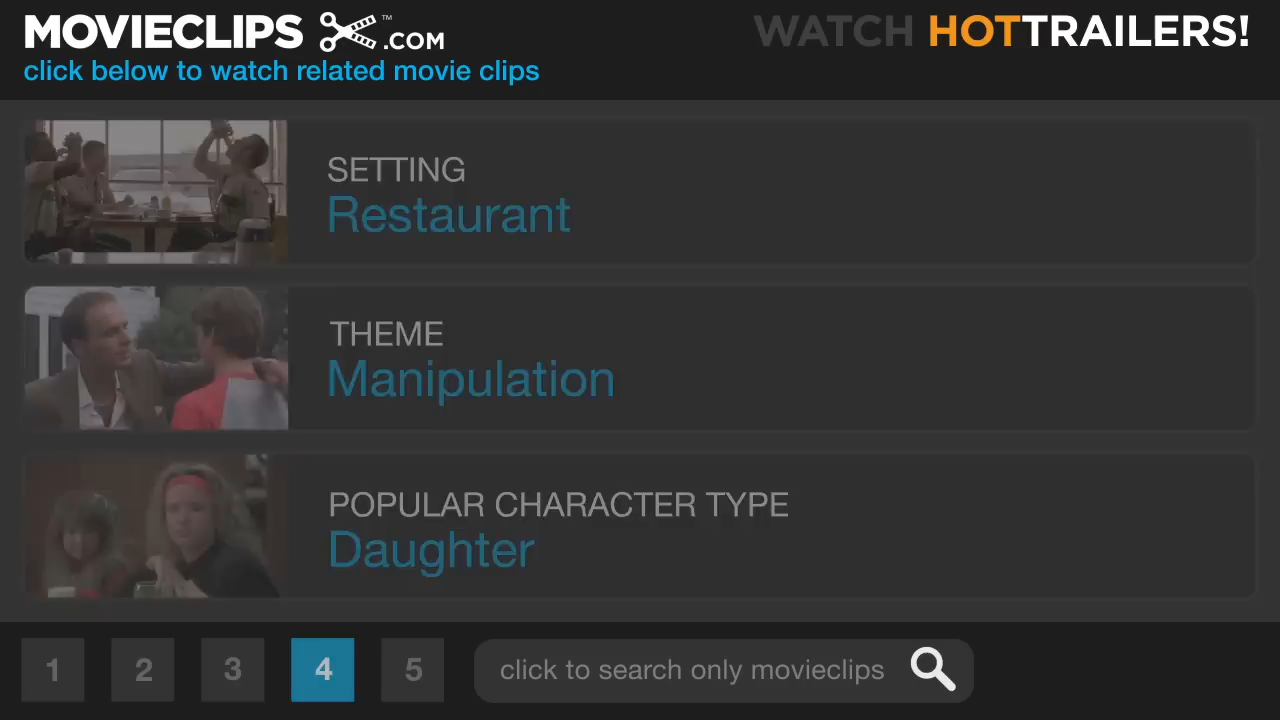 MOVIECLIPS ™ .COM
WATCH HOTTRAILERS!
click below to watch related movie clips
SETTING
Restaurant
THEME
Manipulation
POPULAR CHARACTER TYPE
Daughter
1 2 3 4 5
click to search only movieclips